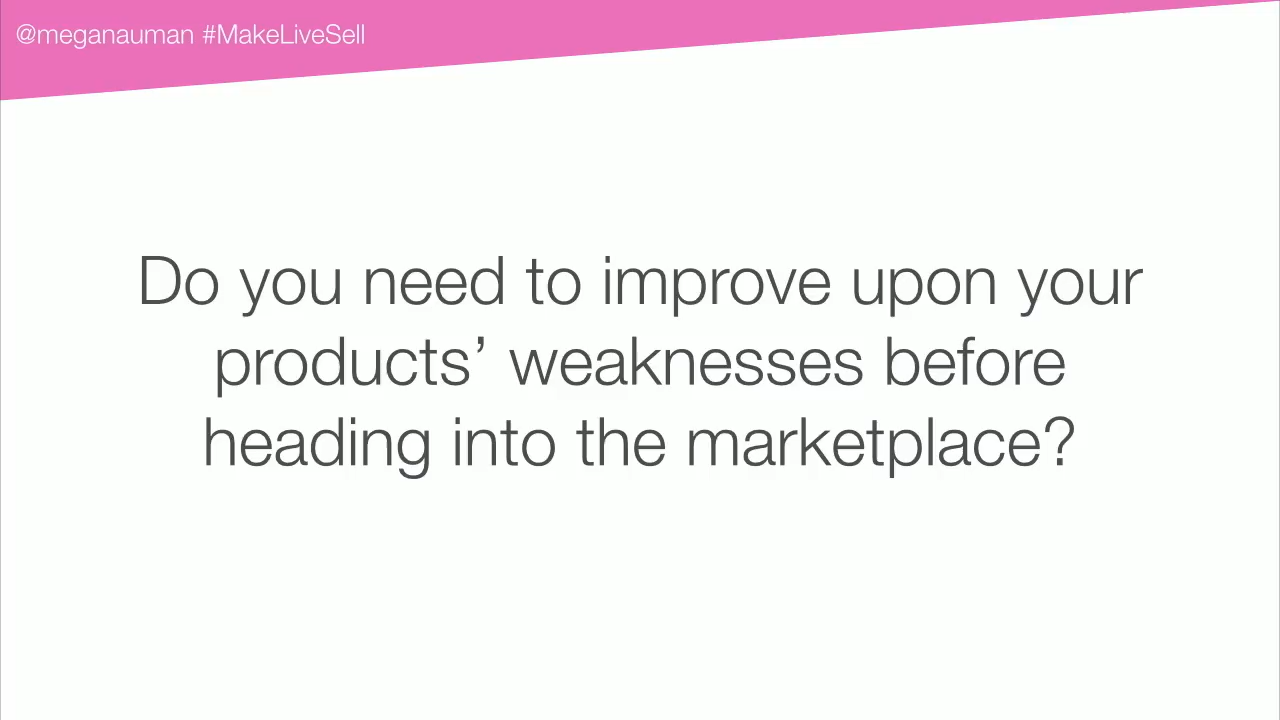 @meganauman #MakeLiveSell
Do you need to improve upon your
products’ weaknesses before
heading into the marketplace?